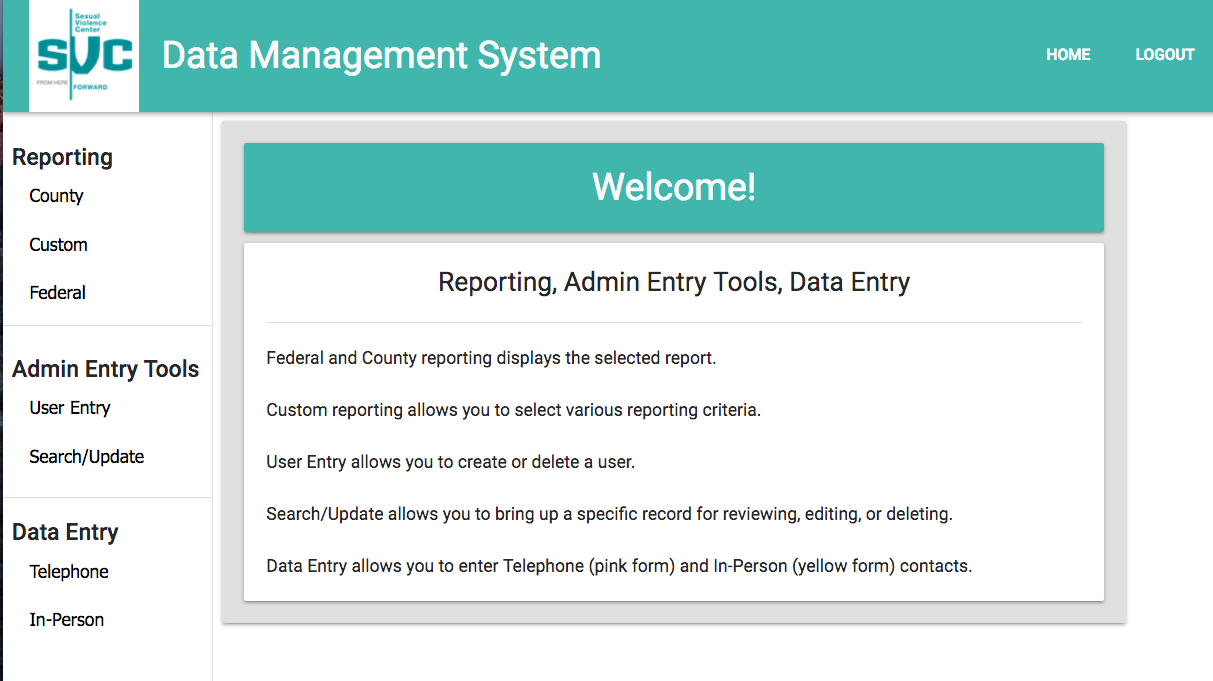 Sexual
Violence
Center
SVC
FROM HERE
FORWARD
Data Management System
HOME
LOGOUT
Reporting
County
Custom
Federal
Admin Entry Tools
User Entry
Search/Update
Data Entry
Telephone
In-Person
Welcome!
Reporting, Admin Entry Tools, Data Entry
Federal and County reporting displays the selected report.
Custom reporting allows you to select various reporting criteria.
User Entry allows you to create or delete a user.
Search/Update allows you to bring up a specific record for reviewing, editing, or deleting.
Data Entry allows you to enter Telephone (pink form) and In-Person (yellow form) contacts.